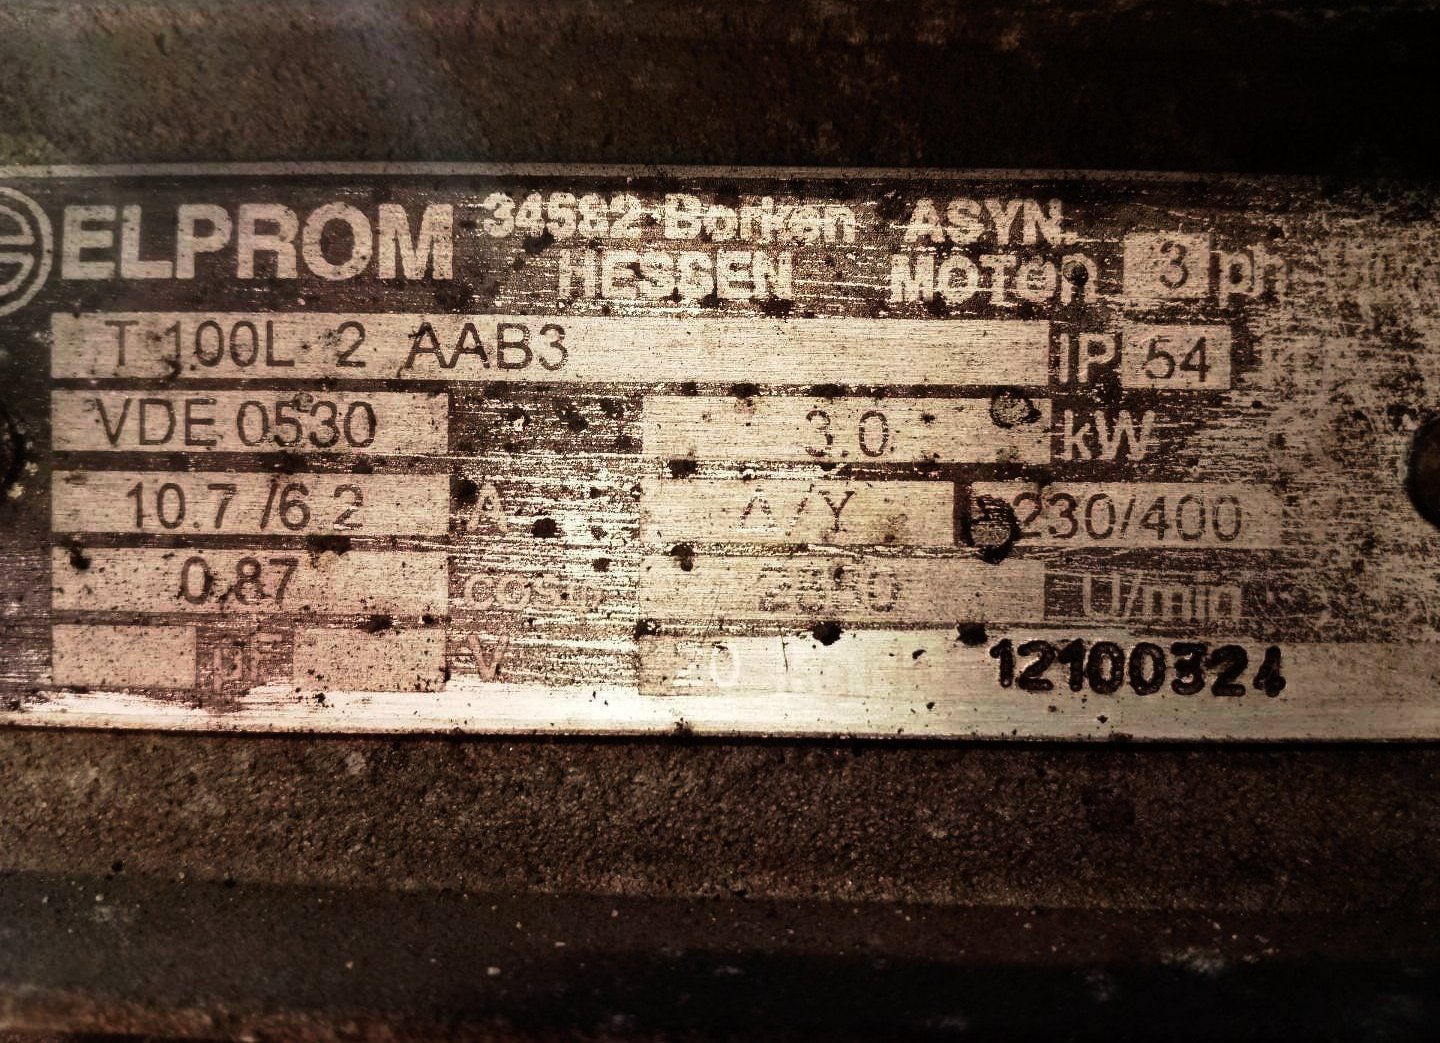 ELPROM 34582 Borken ASYN.
HESSEN MOTOR 3 ph
T 100L 2 AAB3 IP 54
VDE 0530 3.0 kW
10.7/6.2 A Δ/Y 230/400
0.87 cos U/min
µF V 12100324